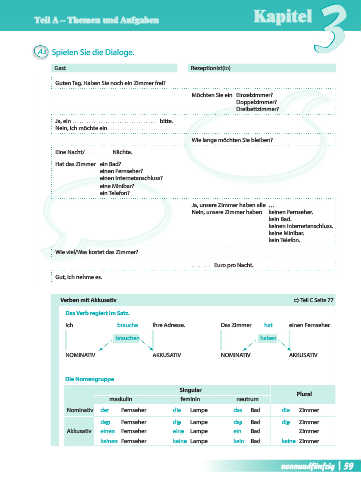 Teil A – Themen und Aufgaben
Kapitel 3
A3 Spielen Sie die Dialoge.
Gast Rezeptionist(in)
Guten Tag. Haben Sie noch ein Zimmer frei?
Möchten Sie ein Einzelzimmer?
Doppelzimmer?
Dreibettzimmer?
Ja, ein ... bitte.
Nein, ich möchte ein
Wie lange möchten Sie bleiben?
Eine Nacht/ Nächte.
Hat das Zimmer ein Bad?
einen Fernseher?
einen Internetanschluss?
eine Minibar?
ein Telefon?
Ja, unsere Zimmer haben alle ...
Nein, unsere Zimmer haben keinen Fernseher.
kein Bad.
keinen Internetanschluss.
keine Minibar.
kein Telefon.
Wie viel/Was kostet das Zimmer?
... Euro pro Nacht.
Gut, ich nehme es.
Verben mit Akkusativ ⇨ Teil C Seite 77
Das Verb regiert im Satz.
Ich brauche Ihre Adresse. Das Zimmer hat einen Fernseher.
brauchen haben
NOMINATIV AKKUSATIV NOMINATIV AKKUSATIV
Die Nomengruppe
Singular Plural
maskulin feminin neutrum
Nominativ der Fernseher die Lampe das Bad die Zimmer
den Fernseher die Lampe das Bad die Zimmer
Akkusativ einen Fernseher eine Lampe ein Bad Zimmer
keinen Fernseher keine Lampe kein Bad keine Zimmer
neunundfünfzig | 59